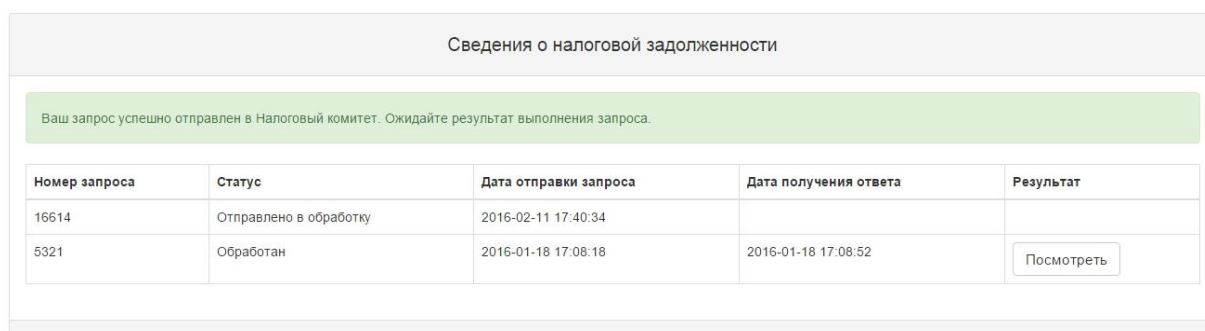 Сведения о налоговой задолженности
Ваш запрос успешно отправлен в Налоговый комитет. Ожидайте результат выполнения запроса.
Номер запроса Статус Дата отправки запроса Дата получения ответа Результат
16614 Отправлено в обработку 2016-02-11 17:40:34
5321 Обработан 2016-01-18 17:08:18 2016-01-18 17:08:52 Посмотреть